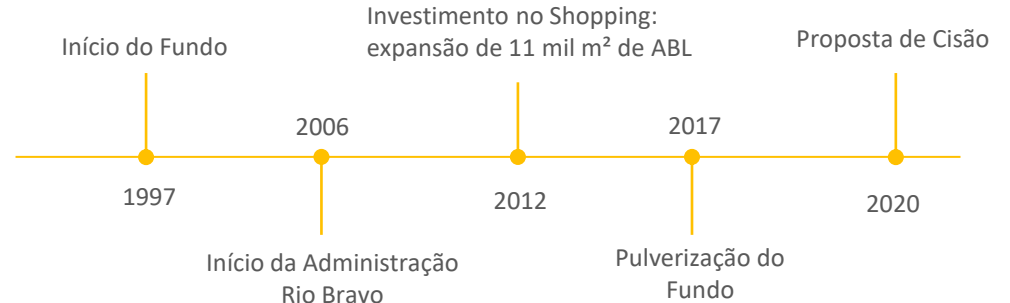 Início do Fundo
1997
2006
Início da Administração
Rio Bravo
Investimento no Shopping:
expansão de 11 mil m² de ABL
2012
2017
Pulverização do
Fundo
Proposta de Cisão
2020